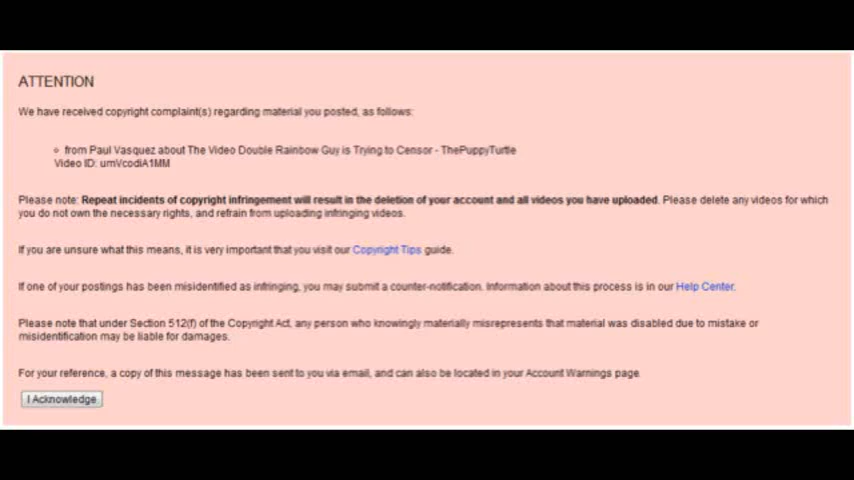 ATTENTION
We have received copyright complaint(s) regarding material you posted, as follows:
from Paul Vasquez about The Video Double Rainbow Guy is Trying to Censor - ThePuppyTurtle
Video ID: umVcodiA1MM
Please note: Repeat incidents of copyright infringement will result in the deletion of your account and all videos you have uploaded. Please delete any videos for which
you do not own the necessary rights, and refrain from uploading infringing videos.
If you are unsure what this means, it is very important that you visit our Copyright Tips guide.
If one of your postings has been misidentified as infringing, you may submit a counter-notification. Information about this process is in our Help Center.
Please note that under Section 512(f) of the Copyright Act, any person who knowingly materially misrepresents that material was disabled due to mistake or
misidentification may be liable for damages.
For your reference, a copy of this message has been sent to you via email, and can also be located in your Account Warnings page.
I Acknowledge